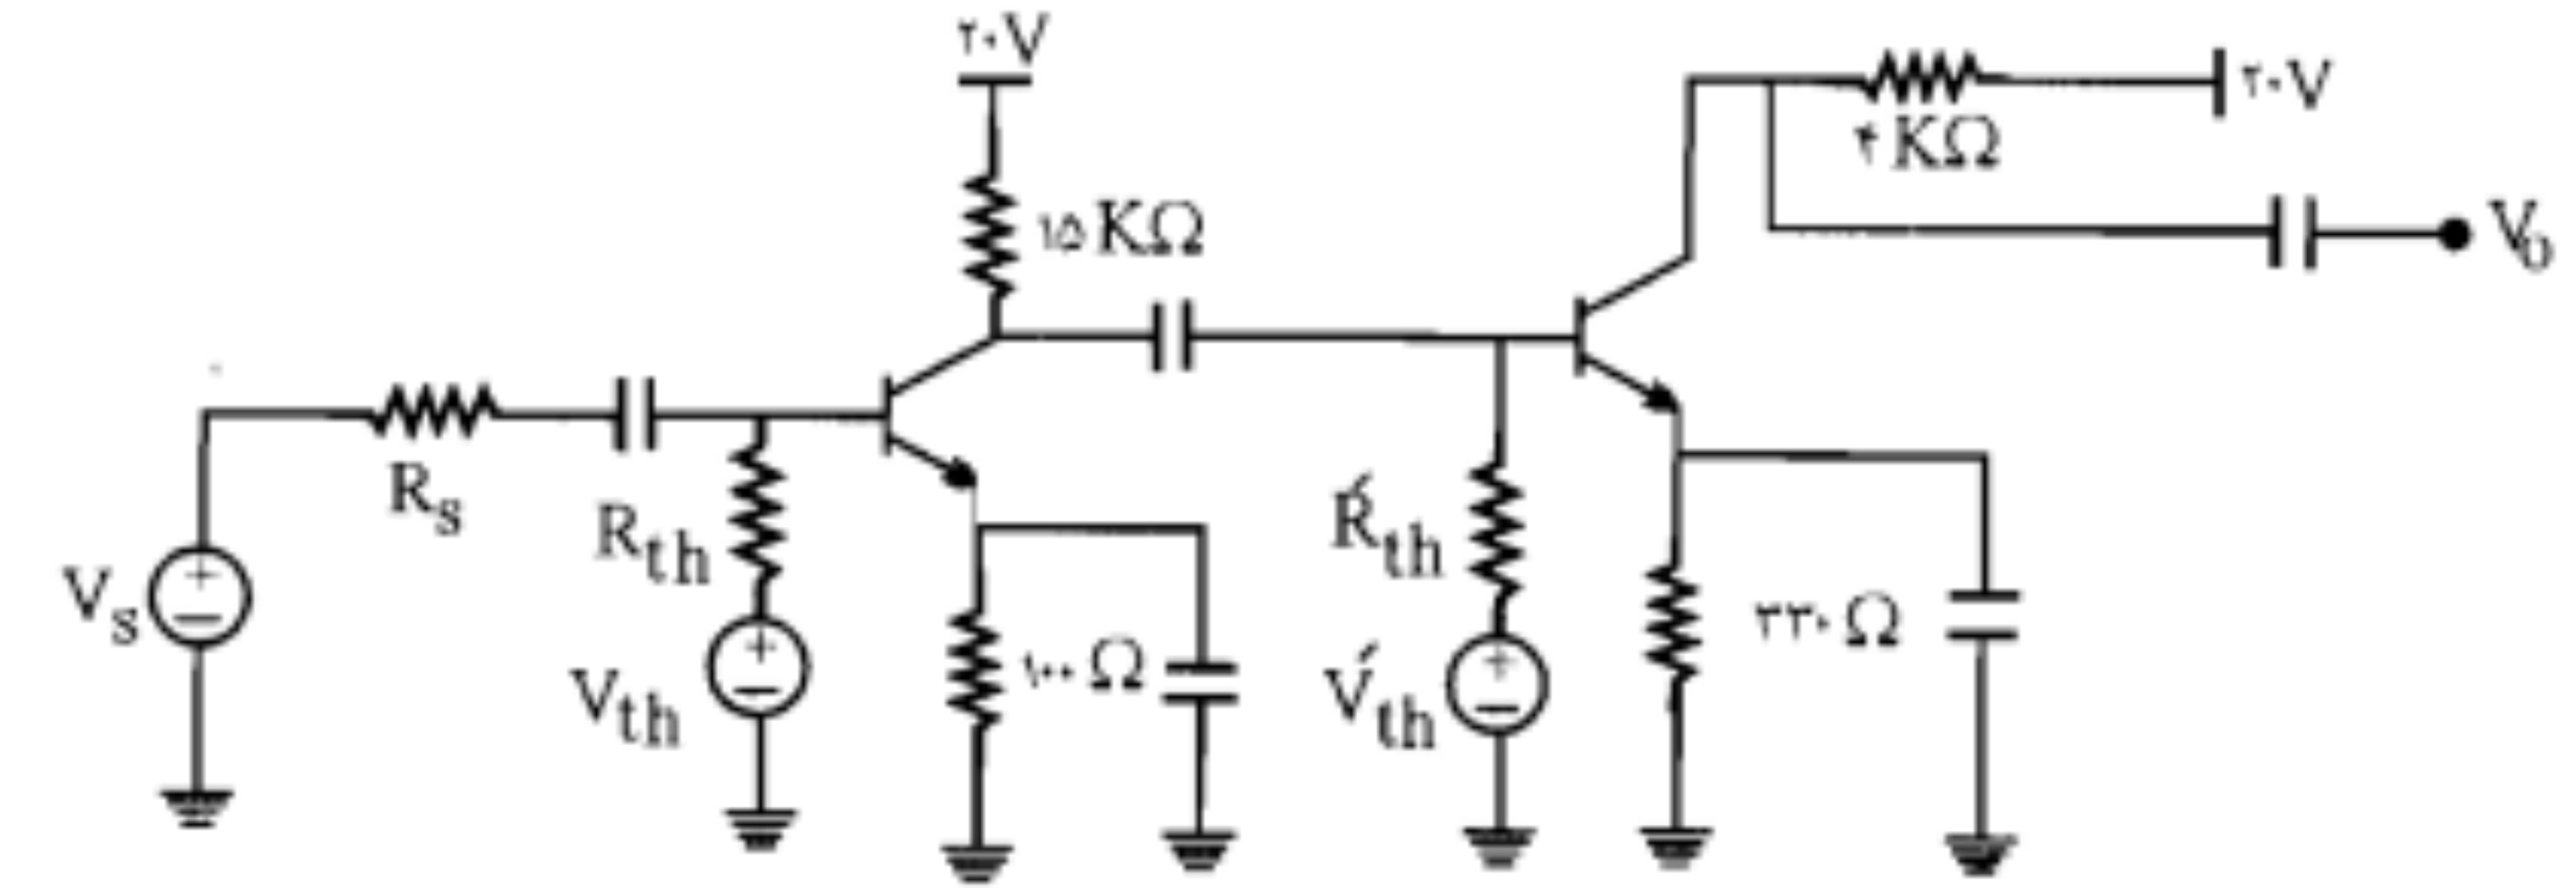 ۲۰V
۲۰V
۴ KΩ
V₀
۱۵ KΩ
Rₛ
Rth
Ŕth
Vₛ
Vth
۱۰۰ Ω
V́th
۳۳۰ Ω
+
−
+
−
+
−